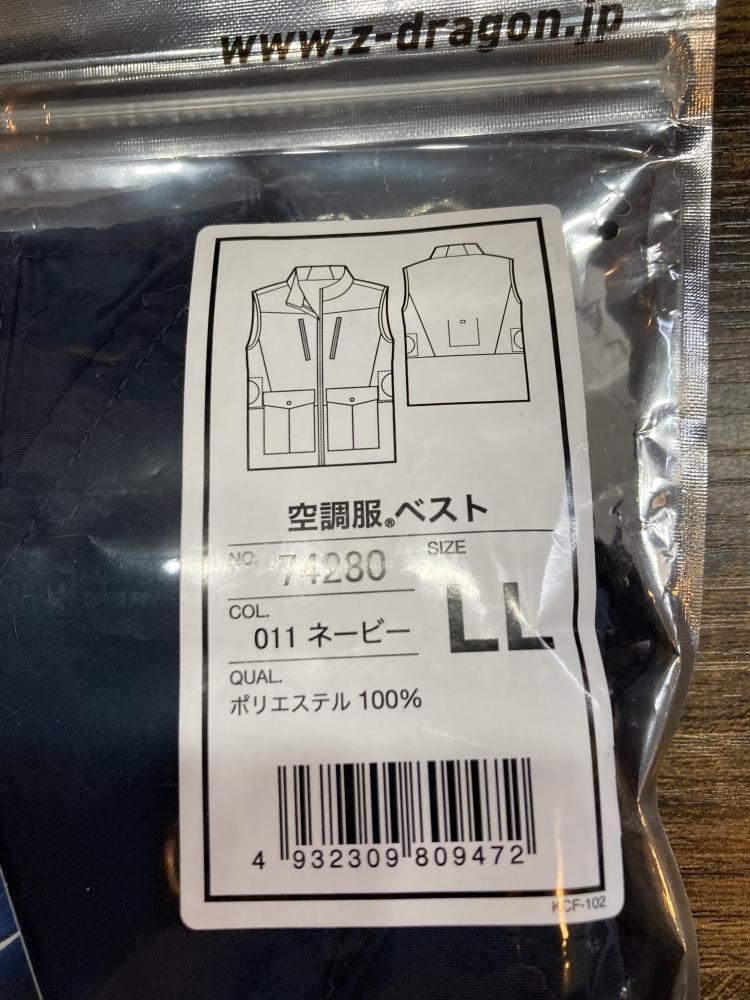 www.z-dragon.jp
空調服®ベスト
NO. 74280
SIZE
LL
COL.
011 ネービー
QUAL.
ポリエステル 100%
4 932309 809472
KCF-102